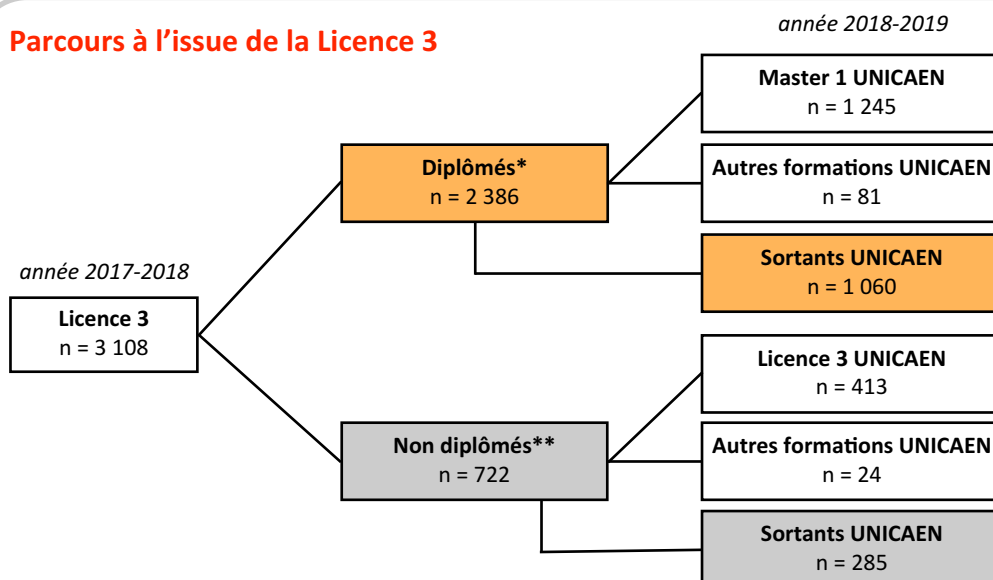 Parcours à l’issue de la Licence 3
année 2018-2019
Master 1 UNICAEN
n = 1 245
Diplômés*
n = 2 386
Autres formations UNICAEN
n = 81
Sortants UNICAEN
n = 1 060
année 2017-2018
Licence 3
n = 3 108
Licence 3 UNICAEN
n = 413
Non diplômés**
n = 722
Autres formations UNICAEN
n = 24
Sortants UNICAEN
n = 285